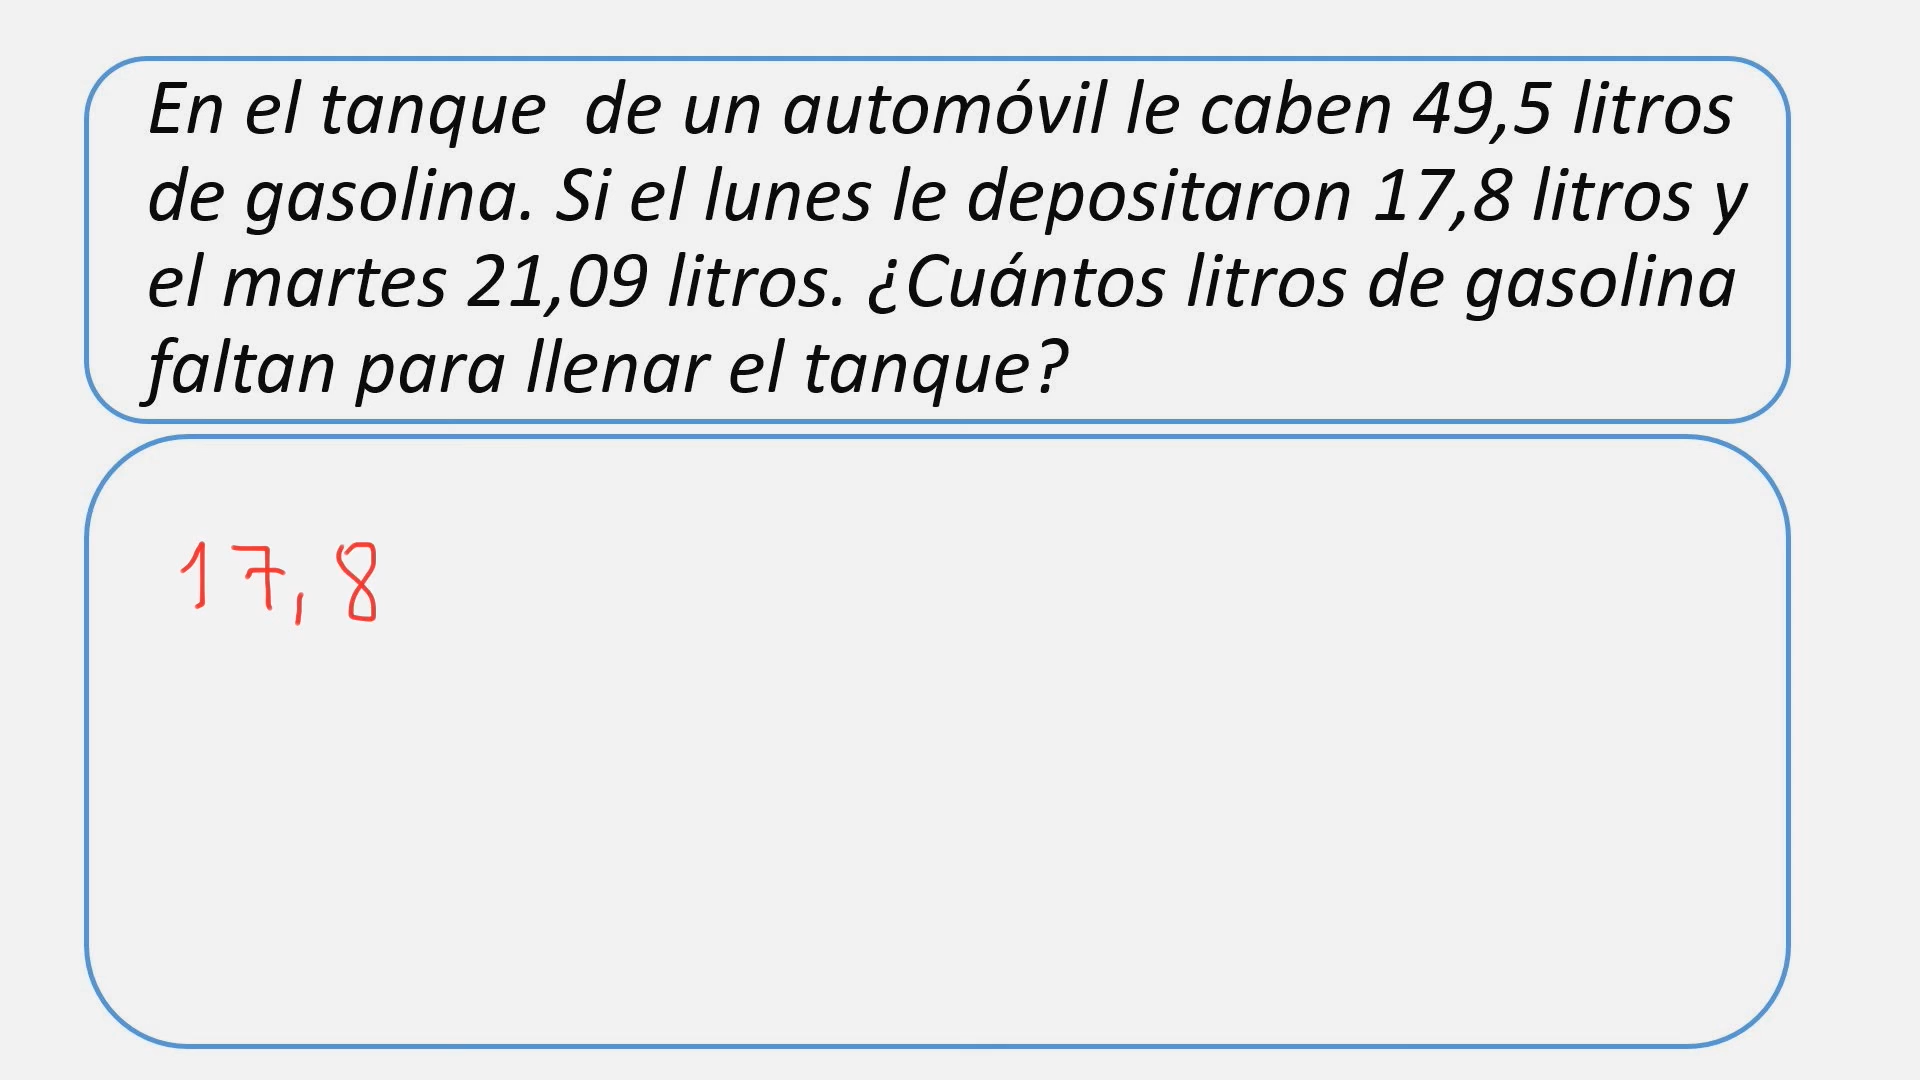 En el tanque de un automóvil le caben 49,5 litros
de gasolina. Si el lunes le depositaron 17,8 litros y
el martes 21,09 litros. ¿Cuántos litros de gasolina
faltan para llenar el tanque?
17,8